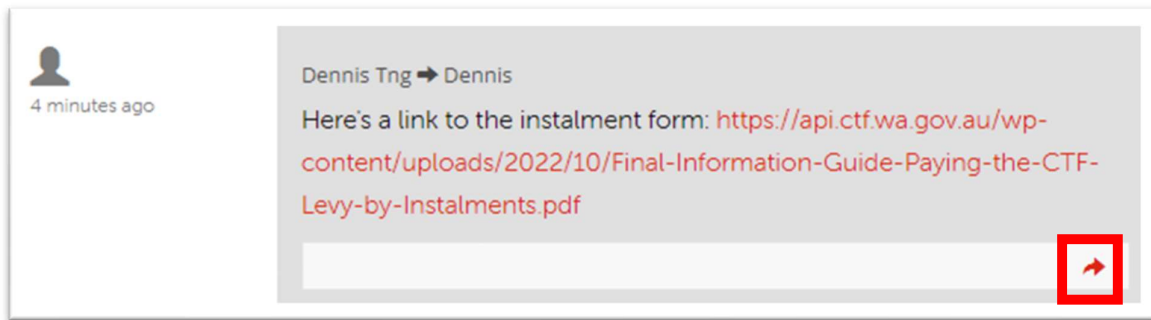 4 minutes ago
Dennis Tng ➔ Dennis
Here's a link to the instalment form: https://api.ctf.wa.gov.au/wp-
content/uploads/2022/10/Final-Information-Guide-Paying-the-CTF-
Levy-by-Instalments.pdf